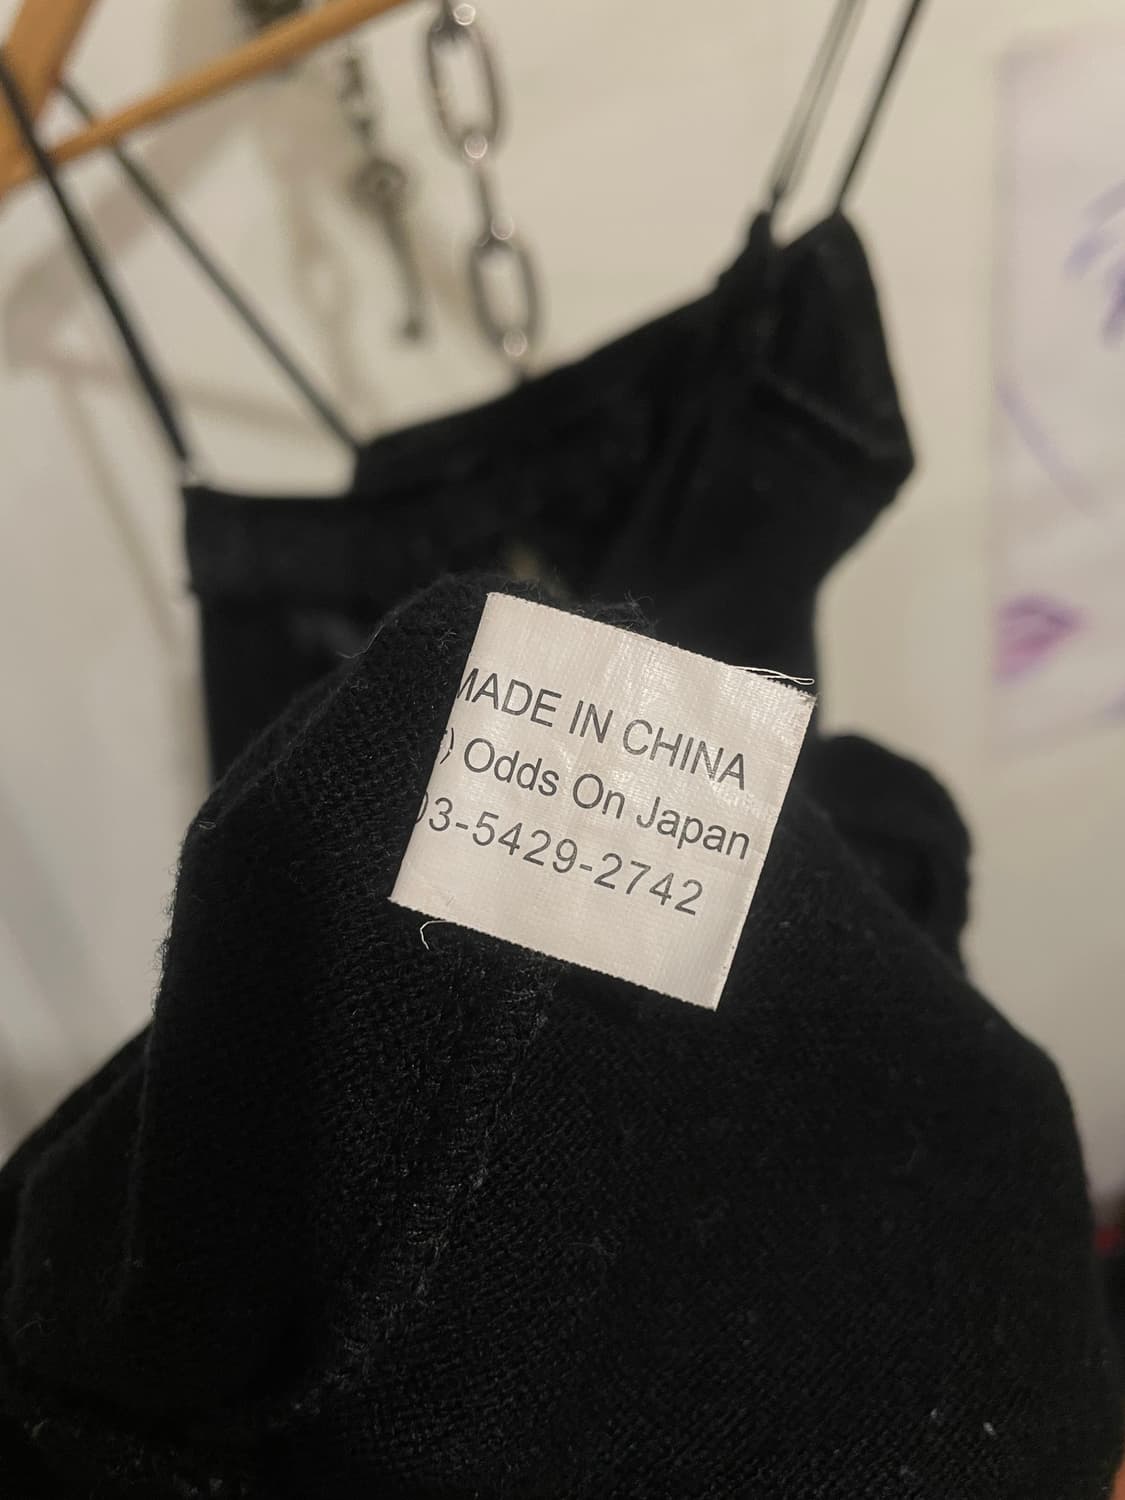 MADE IN CHINA
) Odds On Japan
03-5429-2742